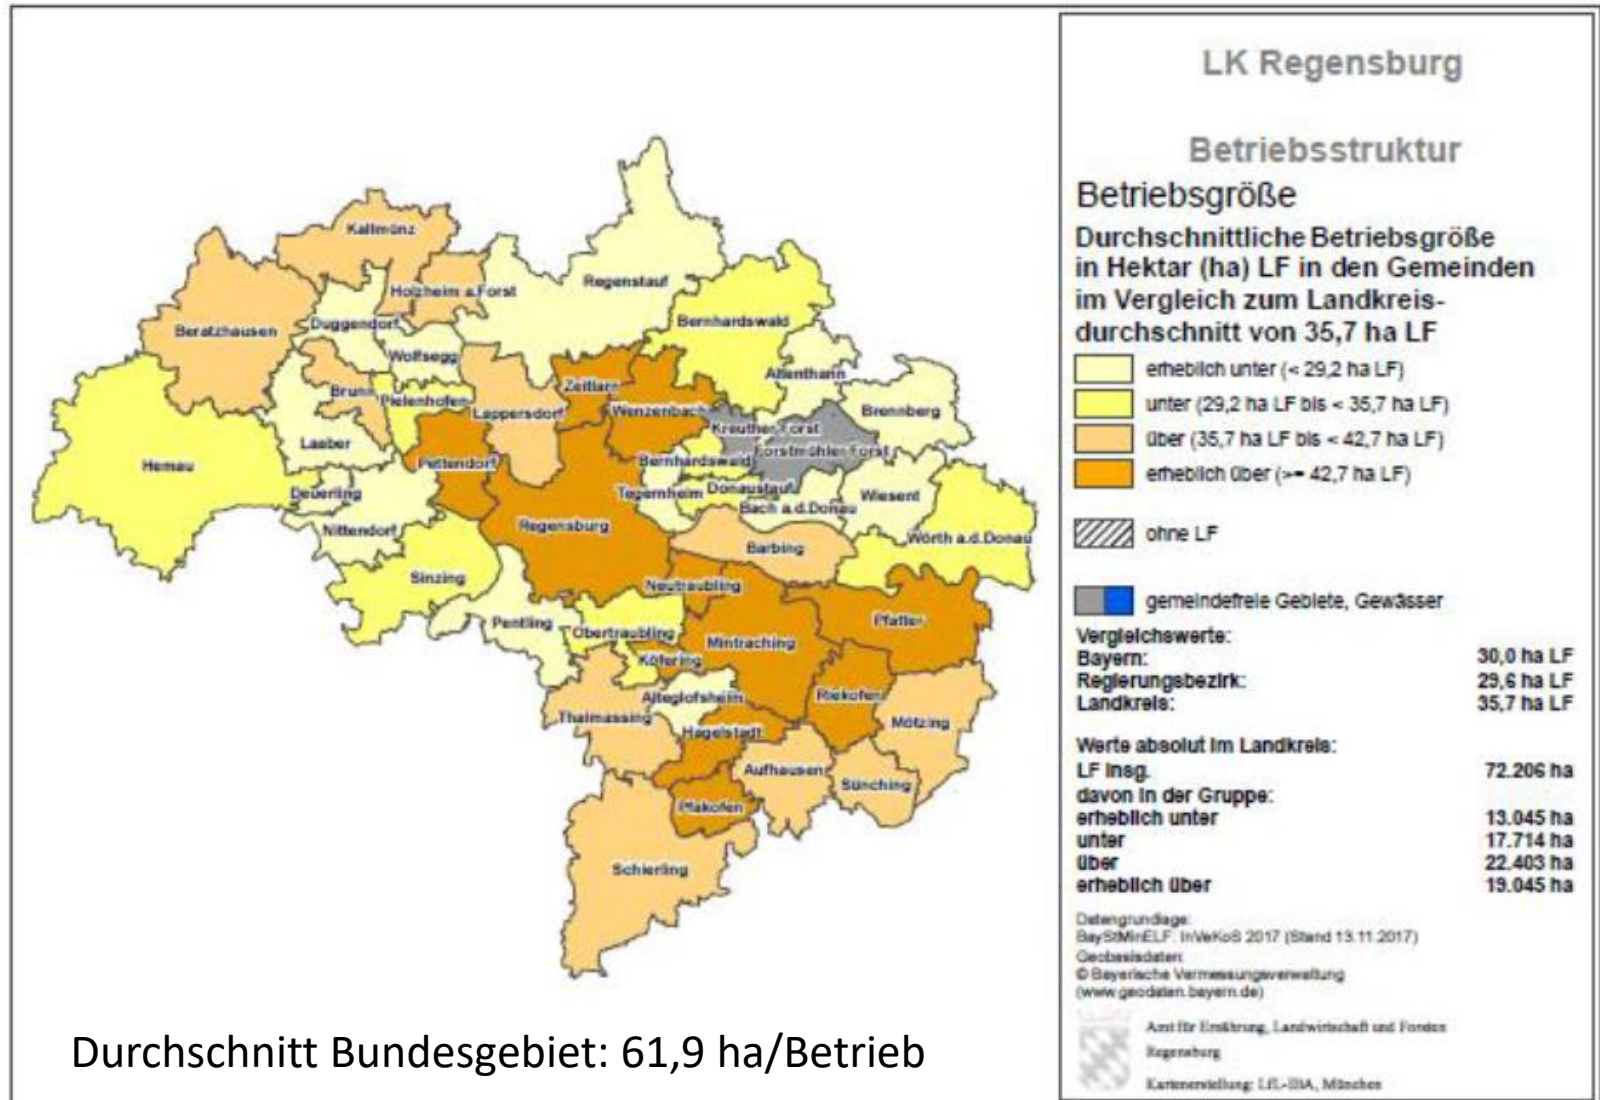 LK Regensburg
Betriebsstruktur
Betriebsgröße
Durchschnittliche Betriebsgröße
in Hektar (ha) LF in den Gemeinden
im Vergleich zum Landkreis-
durchschnitt von 35,7 ha LF
erheblich unter (< 29,2 ha LF)
unter (29,2 ha LF bis < 35,7 ha LF)
über (35,7 ha LF bis < 42,7 ha LF)
erheblich über (>= 42,7 ha LF)
ohne LF
gemeindefreie Gebiete, Gewässer
Vergleichswerte:
Bayern: 30,0 ha LF
Regierungsbezirk: 29,6 ha LF
Landkreis: 35,7 ha LF
Werte absolut im Landkreis:
LF insg. 72.206 ha
davon in der Gruppe:
erheblich unter 13.045 ha
unter 17.714 ha
über 22.403 ha
erheblich über 19.045 ha
Datengrundlage:
BayStMinELF: InVeKoS 2017 (Stand 13.11.2017)
Geobasisdaten:
© Bayerische Vermessungsverwaltung
(www.geodaten.bayern.de)
Amt für Ernährung, Landwirtschaft und Forsten
Regensburg
Kartenerstellung: LfL-IBA, München
Kallmünz
Regenstauf
Holzheim a.Forst
Beratzhausen
Duggendorf
Bernhardswald
Wolfsegg
Altenthann
Zeitlarn
Brunn
Pielenhofen
Lappersdorf
Wenzenbach
Brennberg
Kreuther Forst
Laaber
Forstmühler Forst
Hemau
Pettendorf
Bernhardswald
Deuerling
Tegernheim
Donaustauf
Wiesent
Bach a.d.Donau
Nittendorf
Regensburg
Wörth a.d.Donau
Barbing
Sinzing
Neutraubling
Pentling
Obertraubling
Pfatter
Mintraching
Köfering
Alteglofsheim
Riekofen
Thalmassing
Mötzing
Hagelstadt
Aufhausen
Sünching
Pfakofen
Schierling
Durchschnitt Bundesgebiet: 61,9 ha/Betrieb